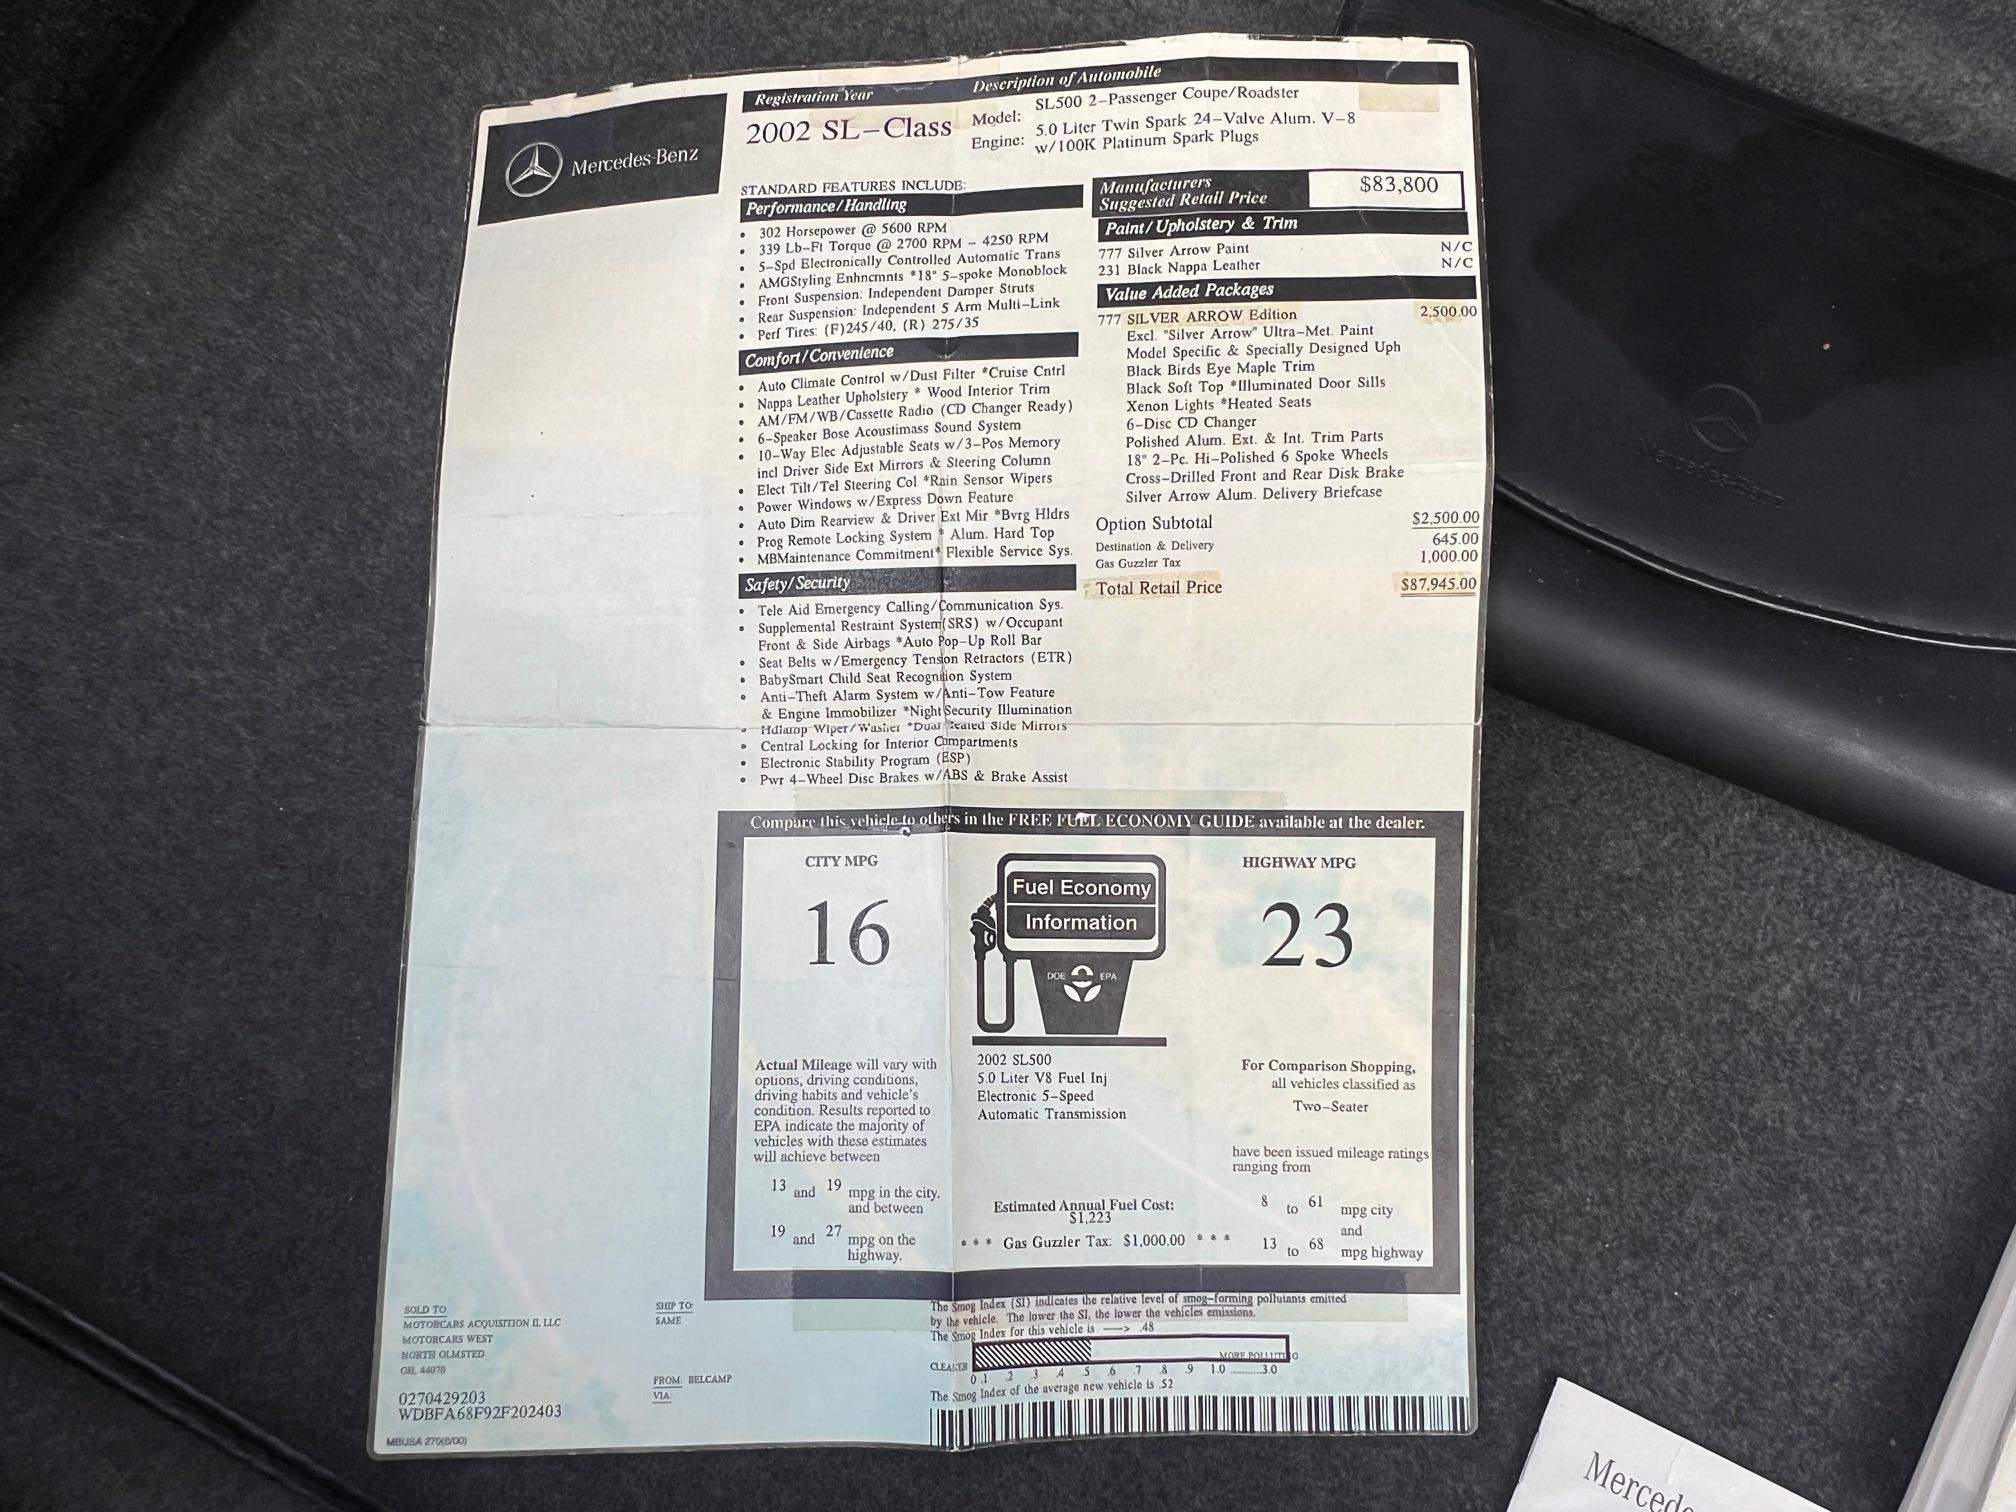 Mercedes-Benz
Registration Year
Description of Automobile
2002 SL-Class
Model: SL500 2-Passenger Coupe/Roadster
Engine: 5.0 Liter Twin Spark 24-Valve Alum. V-8
w/100K Platinum Spark Plugs
STANDARD FEATURES INCLUDE:
Performance/Handling
• 302 Horsepower @ 5600 RPM
• 339 Lb-Ft Torque @ 2700 RPM - 4250 RPM
• 5-Spd Electronically Controlled Automatic Trans
• AMGStyling Enhncmnts *18" 5-spoke Monoblock
• Front Suspension: Independent Damper Struts
• Rear Suspension: Independent 5 Arm Multi-Link
• Perf Tires: (F)245/40, (R) 275/35
Comfort/Convenience
• Auto Climate Control w/Dust Filter *Cruise Cntrl
• Nappa Leather Upholstery * Wood Interior Trim
• AM/FM/WB/Cassette Radio (CD Changer Ready)
• 6-Speaker Bose Acoustimass Sound System
• 10-Way Elec Adjustable Seats w/3-Pos Memory
incl Driver Side Ext Mirrors & Steering Column
• Elect Tilt/Tel Steering Col *Rain Sensor Wipers
• Power Windows w/Express Down Feature
• Auto Dim Rearview & Driver Ext Mir *Bvrg Hldrs
• Prog Remote Locking System * Alum. Hard Top
• MBMaintenance Commitment* Flexible Service Sys.
Safety/Security
• Tele Aid Emergency Calling/Communication Sys.
• Supplemental Restraint System(SRS) w/Occupant
Front & Side Airbags *Auto Pop-Up Roll Bar
• Seat Belts w/Emergency Tension Retractors (ETR)
• BabySmart Child Seat Recognition System
• Anti-Theft Alarm System w/Anti-Tow Feature
& Engine Immobilizer *Night Security Illumination
• Hdlamp Wiper/Washer *Dual Heated Side Mirrors
• Central Locking for Interior Compartments
• Electronic Stability Program (ESP)
• Pwr 4-Wheel Disc Brakes w/ABS & Brake Assist
Manufacturers
Suggested Retail Price $83,800
Paint/Upholstery & Trim
777 Silver Arrow Paint N/C
231 Black Nappa Leather N/C
Value Added Packages
777 SILVER ARROW Edition 2,500.00
Excl. "Silver Arrow" Ultra-Met. Paint
Model Specific & Specially Designed Uph
Black Birds Eye Maple Trim
Black Soft Top *Illuminated Door Sills
Xenon Lights *Heated Seats
6-Disc CD Changer
Polished Alum. Ext. & Int. Trim Parts
18" 2-Pc. Hi-Polished 6 Spoke Wheels
Cross-Drilled Front and Rear Disk Brake
Silver Arrow Alum. Delivery Briefcase
Option Subtotal $2,500.00
Destination & Delivery 645.00
Gas Guzzler Tax 1,000.00
Total Retail Price $87,945.00
Compare this vehicle to others in the FREE FUEL ECONOMY GUIDE available at the dealer.
CITY MPG
16
Fuel Economy
Information
DOE EPA
HIGHWAY MPG
23
Actual Mileage will vary with
options, driving conditions,
driving habits and vehicle's
condition. Results reported to
EPA indicate the majority of
vehicles with these estimates
will achieve between
13 and 19 mpg in the city.
and between
19 and 27 mpg on the
highway.
2002 SL500
5.0 Liter V8 Fuel Inj
Electronic 5-Speed
Automatic Transmission
Estimated Annual Fuel Cost:
$1,223
* * * Gas Guzzler Tax: $1,000.00 * * *
For Comparison Shopping,
all vehicles classified as
Two-Seater
have been issued mileage ratings
ranging from
8 to 61 mpg city
and
13 to 68 mpg highway
SOLD TO
MOTORCARS ACQUISITION II, LLC
MOTORCARS WEST
NORTH OLMSTED
OH, 44070
SHIP TO:
SAME
FROM: BELCAMP
VIA:
0270429203
WDBFA68F92F202403
MBUSA 270(6/00)
The Smog Index (SI) indicates the relative level of smog-forming pollutants emitted
by the vehicle. The lower the SI, the lower the vehicles emissions.
The Smog Index for this vehicle is ---> .48
CLEANER MORE POLLUTING
0 .1 .2 .3 .4 .5 .6 .7 .8 .9 1.0 ......... 3.0
The Smog Index of the average new vehicle is .52
Mercedes-Benz
Mercede